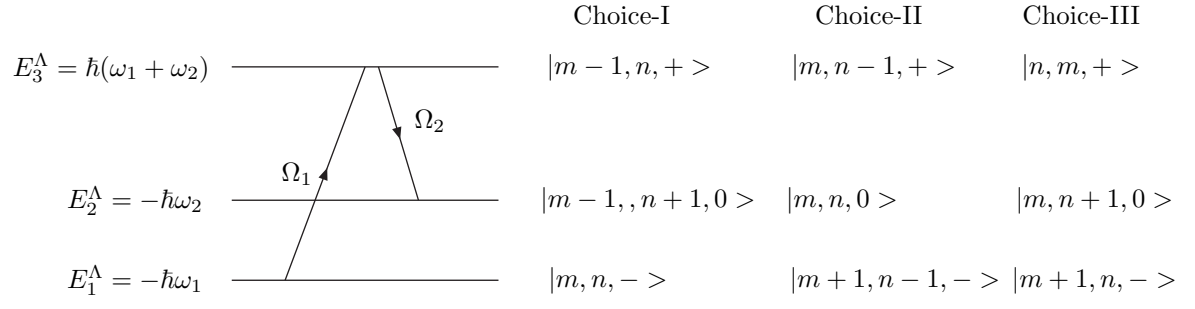 Choice-I Choice-II Choice-III
E_3^Λ = ħ(ω_1 + ω_2) |m − 1, n, + > |m, n − 1, + > |n, m, + >
Ω_2
Ω_1
E_2^Λ = −ħω_2 |m − 1, , n + 1, 0 > |m, n, 0 > |m, n + 1, 0 >
E_1^Λ = −ħω_1 |m, n, − > |m + 1, n − 1, − > |m + 1, n, − >